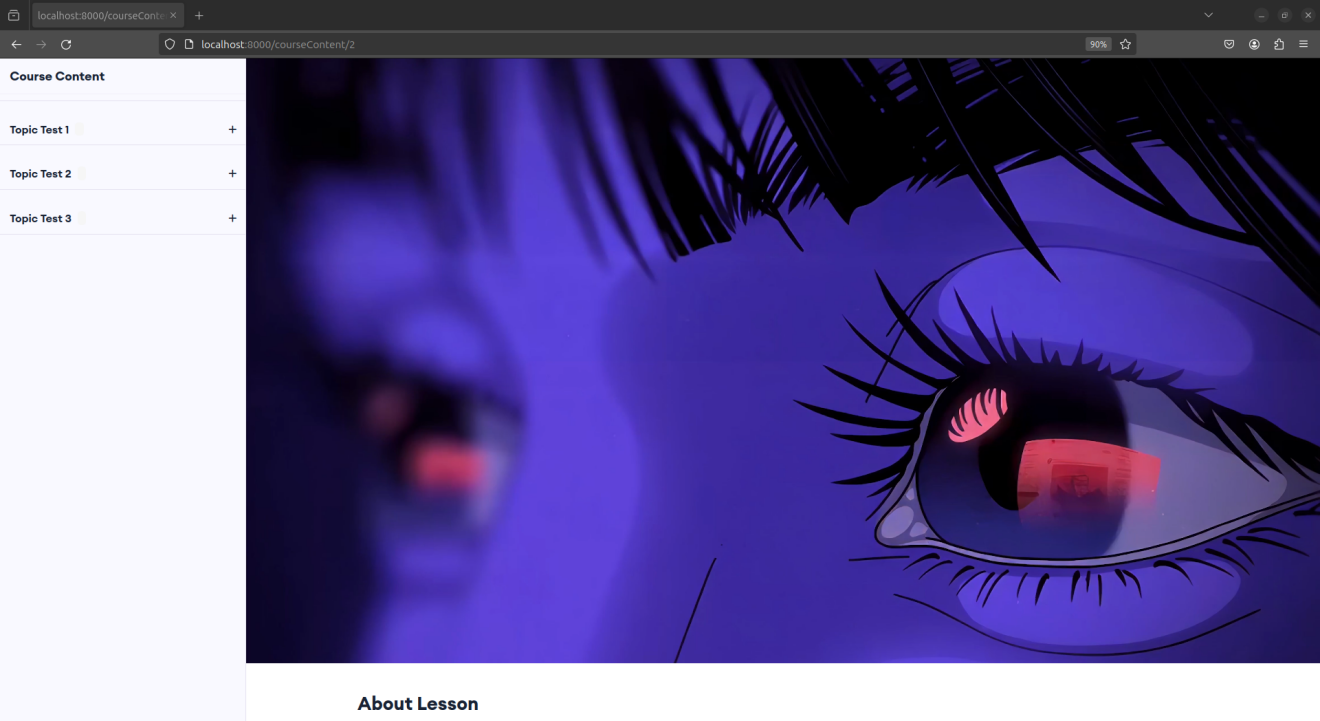 localhost:8000/courseConte
localhost:8000/courseContent/2
90%
Course Content
Topic Test 1 +
Topic Test 2 +
Topic Test 3 +
About Lesson